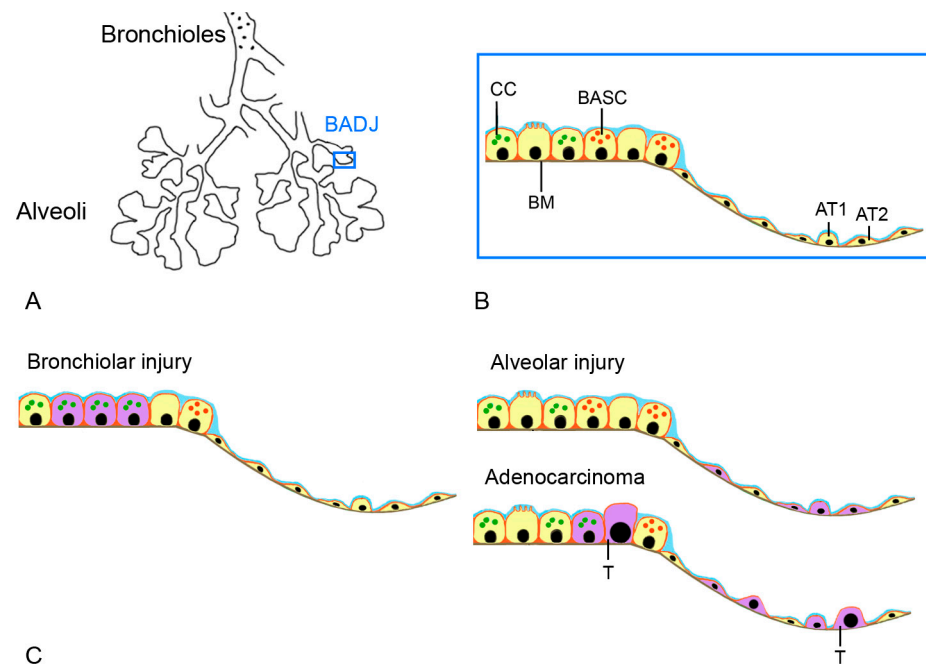 Bronchioles
BADJ
Alveoli
A
CC
BASC
BM
AT1
AT2
B
Bronchiolar injury
Alveolar injury
Adenocarcinoma
T
T
C